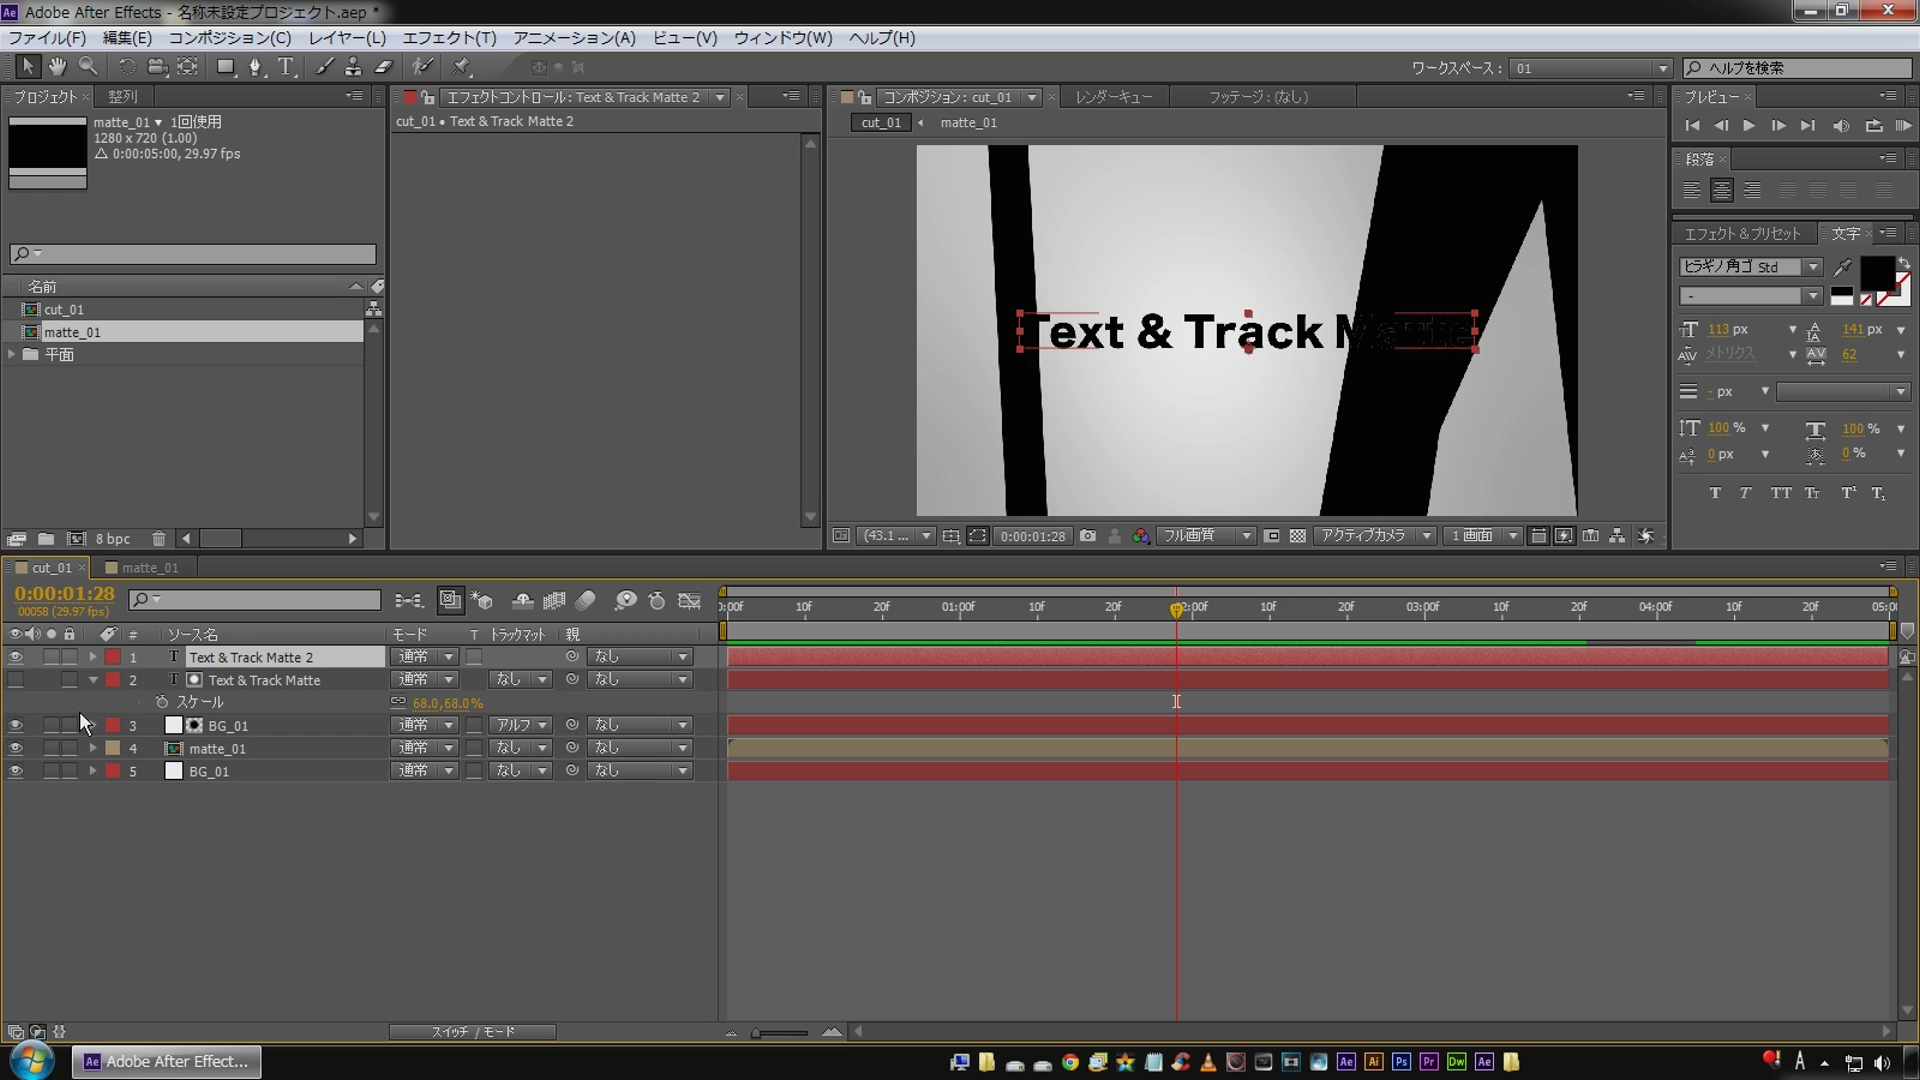 Adobe After Effects - 名称未設定プロジェクト.aep *
ファイル(F) 編集(E) コンポジション(C) レイヤー(L) エフェクト(T) アニメーション(A) ビュー(V) ウィンドウ(W) ヘルプ(H)
ワークスペース : 01 ヘルプを検索
プロジェクト 整列
matte_01 ▼ 1回使用
1280 x 720 (1.00)
△ 0:00:05:00, 29.97 fps
名前
cut_01
matte_01
平面
8 bpc
エフェクトコントロール: Text & Track Matte 2
cut_01 • Text & Track Matte 2
コンポジション: cut_01 レンダーキュー フッテージ : (なし)
cut_01 matte_01
Text & Track Matte
(43.1 ... 0:00:01:28 フル画質 アクティブカメラ 1 画面
プレビュー
段落
エフェクト＆プリセット 文字
ヒラギノ角ゴ Std
-
113 px 141 px
メトリクス 62
- px
100 % 100 %
0 px 0 %
T T TT Tt T¹ T₁
cut_01 matte_01
0:00:01:28
00058 (29.97 fps)
):00f 10f 20f 01:00f 10f 20f 02:00f 10f 20f 03:00f 10f 20f 04:00f 10f 20f 05:0
# ソース名 モード T トラックマット 親
1 T Text & Track Matte 2 通常 なし
2 T Text & Track Matte 通常 なし なし
スケール 68.0,68.0%
3 BG_01 通常 アルフ なし
4 matte_01 通常 なし なし
5 BG_01 通常 なし なし
スイッチ / モード
Ae Adobe After Effect...
Ae Ai Ps Pr Dw Ae A